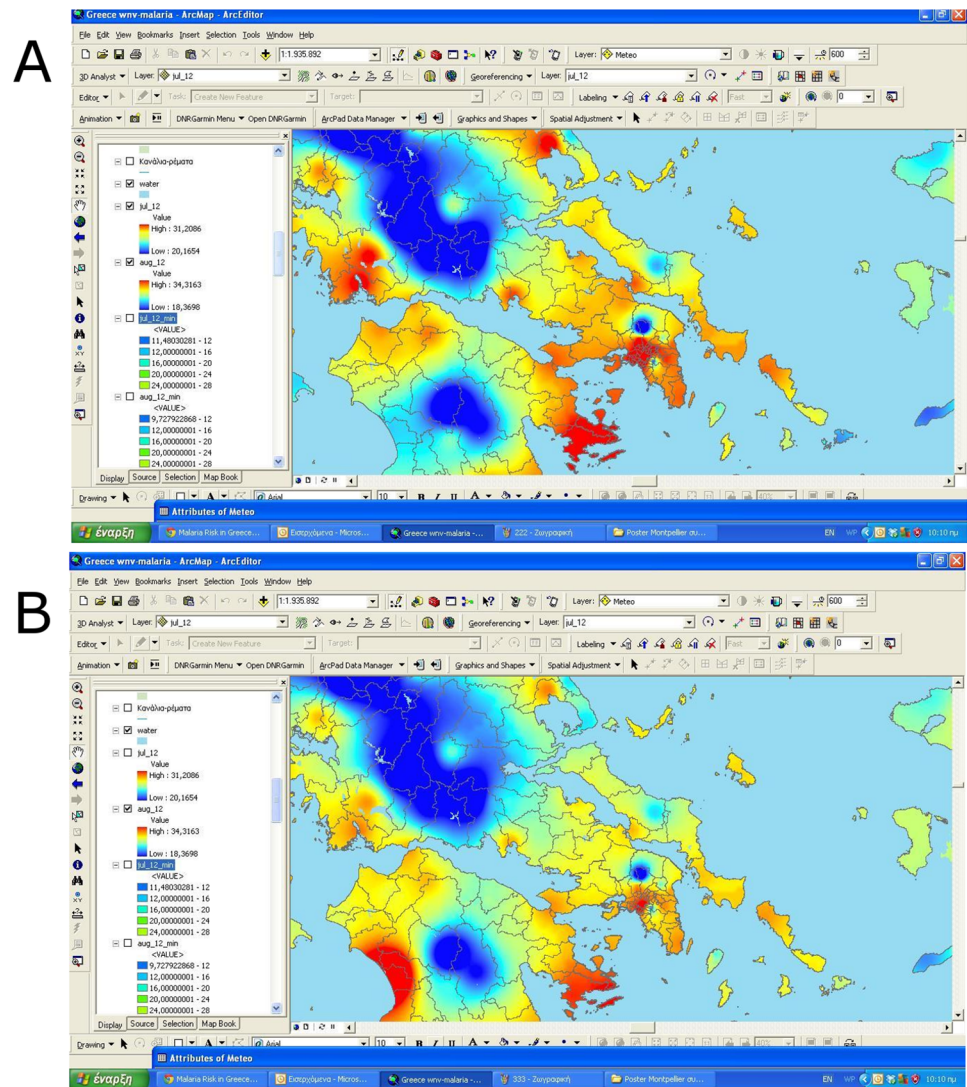 A
Greece wnv-malaria - ArcMap - ArcEditor
File Edit View Bookmarks Insert Selection Tools Window Help
1:1.935.892 Layer: Meteo 600
3D Analyst Layer: jul_12 Georeferencing Layer: jul_12
Editor Task: Create New Feature Target: Labeling Fast 0
Animation DNRGarmin Menu Open DNRGarmin ArcPad Data Manager Graphics and Shapes Spatial Adjustment
Κανάλια-ρέματα
water
jul_12
Value
High : 31,2086
Low : 20,1654
aug_12
Value
High : 34,3163
Low : 18,3698
jul_12_min
<VALUE>
11,48030281 - 12
12,00000001 - 16
16,00000001 - 20
20,00000001 - 24
24,00000001 - 28
aug_12_min
<VALUE>
9,727922868 - 12
12,00000001 - 16
16,00000001 - 20
20,00000001 - 24
24,00000001 - 28
Display Source Selection Map Book
Drawing A Arial 10 B I U A 40%
Attributes of Meteo
έναρξη Malaria Risk in Greece... Εισερχόμενα - Micros... Greece wnv-malaria -... 222 - Ζωγραφική Poster Montpellier συ... EN WP 10:10 πμ
B
Greece wnv-malaria - ArcMap - ArcEditor
File Edit View Bookmarks Insert Selection Tools Window Help
1:1.935.892 Layer: Meteo 600
3D Analyst Layer: jul_12 Georeferencing Layer: jul_12
Editor Task: Create New Feature Target: Labeling Fast 0
Animation DNRGarmin Menu Open DNRGarmin ArcPad Data Manager Graphics and Shapes Spatial Adjustment
Κανάλια-ρέματα
water
jul_12
Value
High : 31,2086
Low : 20,1654
aug_12
Value
High : 34,3163
Low : 18,3698
jul_12_min
<VALUE>
11,48030281 - 12
12,00000001 - 16
16,00000001 - 20
20,00000001 - 24
24,00000001 - 28
aug_12_min
<VALUE>
9,727922868 - 12
12,00000001 - 16
16,00000001 - 20
20,00000001 - 24
24,00000001 - 28
Display Source Selection Map Book
Drawing A Arial 10 B I U A 40%
Attributes of Meteo
έναρξη Malaria Risk in Greece... Εισερχόμενα - Micros... Greece wnv-malaria -... 333 - Ζωγραφική Poster Montpellier συ... EN WP 10:10 πμ